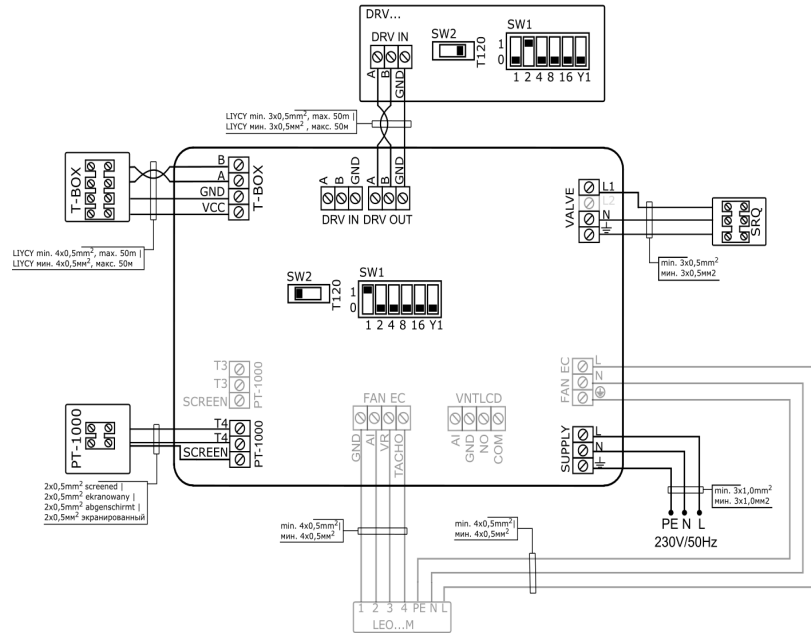 DRV...
DRV IN
A
B
GND
SW2
T120
SW1
1
0
1 2 4 8 16 Y1
LIYCY min. 3x0,5mm², max. 50m |
LIYCY мин. 3x0,5мм² , макс. 50м
T-BOX
B
A
GND
VCC
T-BOX
LIYCY min. 4x0,5mm², max. 50m |
LIYCY мин. 4x0,5мм², макс. 50м
A
B
GND
DRV IN
A
B
GND
DRV OUT
VALVE
L1
L2
N
SRQ
min. 3x0,5mm²
мин. 3x0,5мм2
SW2
T120
SW1
1
0
1 2 4 8 16 Y1
T3
T3
SCREEN
PT-1000
PT-1000
T4
T4
SCREEN
PT-1000
2x0,5mm² screened |
2x0,5mm² ekranowany |
2x0,5mm² abgenschirmt |
2x0,5мм² экранированный
FAN EC
GND
AI
VR
TACHO
VNTLCD
AI
GND
NO
COM
FAN EC
L
N
SUPPLY
L
N
min. 3x1,0mm²
мин. 3x1,0мм2
PE N L
230V/50Hz
min. 4x0,5mm²|
мин. 4x0,5мм²
min. 4x0,5mm²|
мин. 4x0,5мм²
1 2 3 4 PE N L
LEO...M